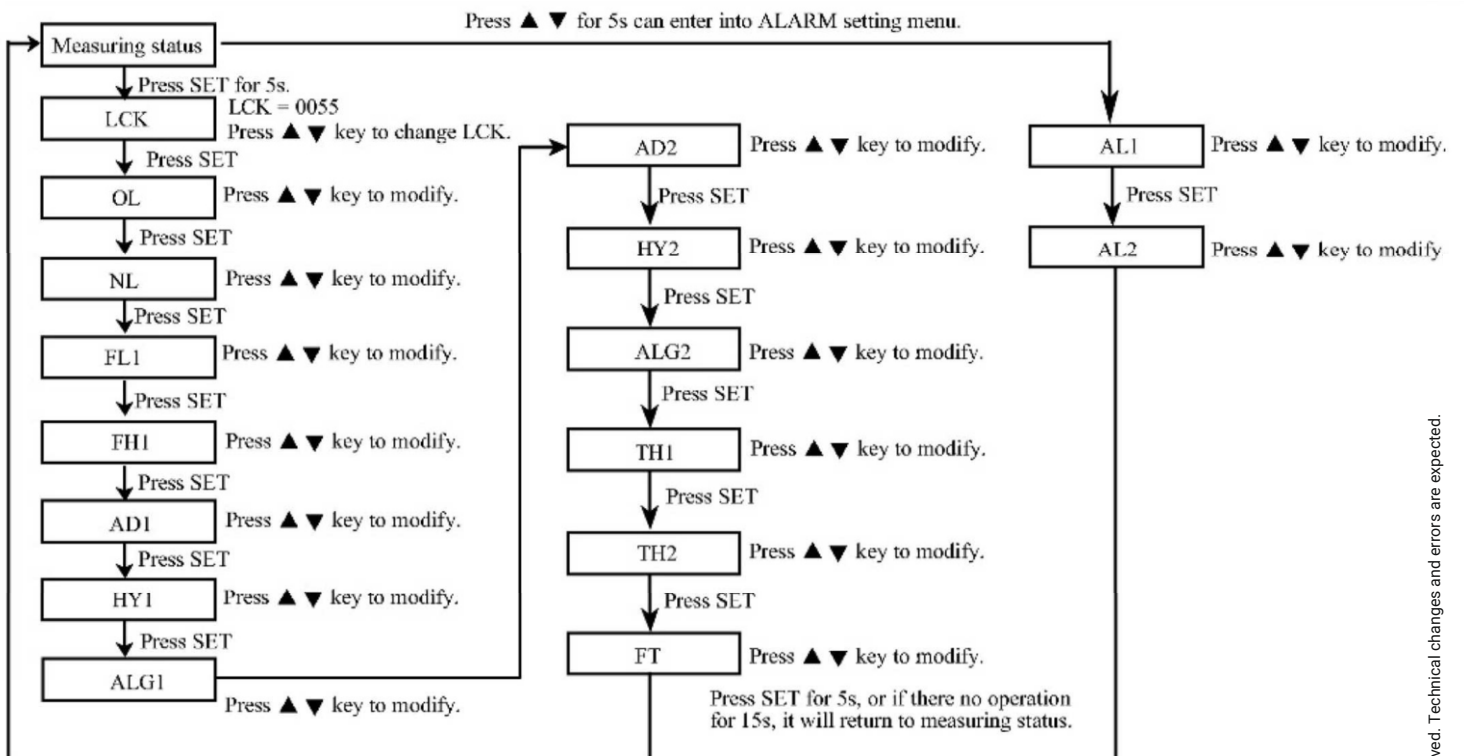 Press ▲ ▼ for 5s can enter into ALARM setting menu.
Measuring status
Press SET for 5s.
LCK
LCK = 0055
Press ▲ ▼ key to change LCK.
Press SET
OL
Press ▲ ▼ key to modify.
Press SET
NL
Press ▲ ▼ key to modify.
Press SET
FL1
Press ▲ ▼ key to modify.
Press SET
FH1
Press ▲ ▼ key to modify.
Press SET
AD1
Press ▲ ▼ key to modify.
Press SET
HY1
Press ▲ ▼ key to modify.
Press SET
ALG1
Press ▲ ▼ key to modify.
AD2
Press ▲ ▼ key to modify.
Press SET
HY2
Press ▲ ▼ key to modify.
Press SET
ALG2
Press ▲ ▼ key to modify.
Press SET
TH1
Press ▲ ▼ key to modify.
Press SET
TH2
Press ▲ ▼ key to modify.
Press SET
FT
Press ▲ ▼ key to modify.
Press SET for 5s, or if there no operation
for 15s, it will return to measuring status.
AL1
Press ▲ ▼ key to modify.
Press SET
AL2
Press ▲ ▼ key to modify
ved. Technical changes and errors are expected.